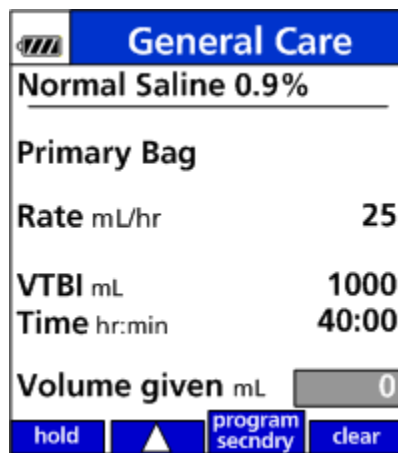 General Care
Normal Saline 0.9%
Primary Bag
Rate mL/hr 25
VTBI mL 1000
Time hr:min 40:00
Volume given mL 0
hold program secndry clear